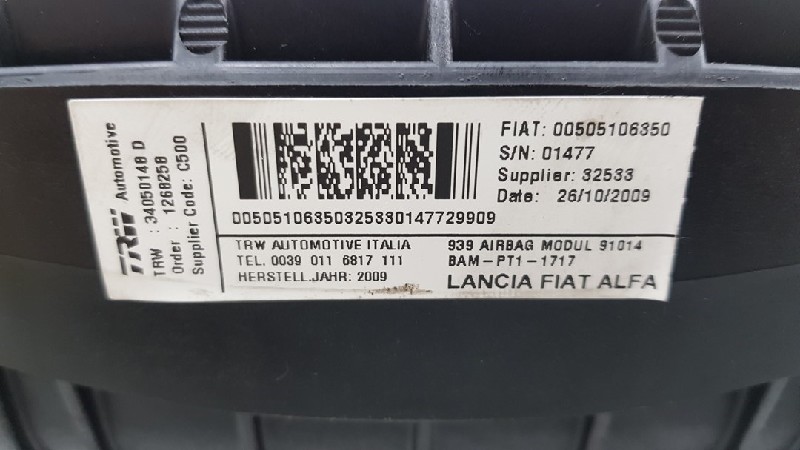 TRW Automotive
TRW : 34050148 D
Order : 1268258
Supplier Code: C500
FIAT: 00505106350
S/N: 01477
Supplier: 32533
Date: 26/10/2009
00505106350325330147729909
TRW AUTOMOTIVE ITALIA
TEL. 0039 011 6817 111
HERSTELL.JAHR: 2009
939 AIRBAG MODUL 91014
BAM-PT1-1717
LANCIA FIAT ALFA